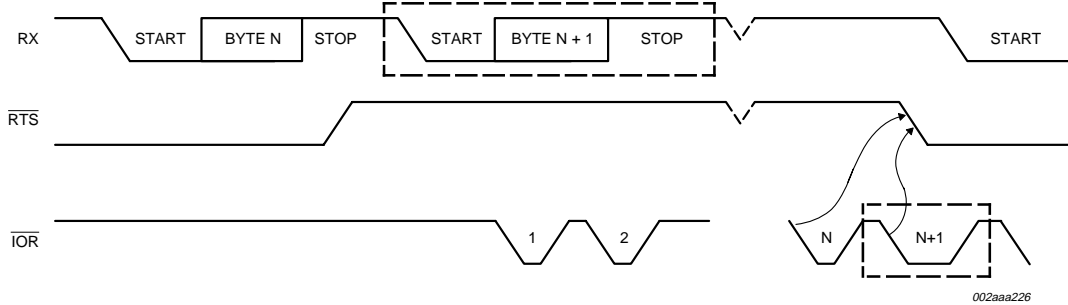 RX START BYTE N STOP START BYTE N + 1 STOP START
RTS
IOR 1 2 N N+1
002aaa226